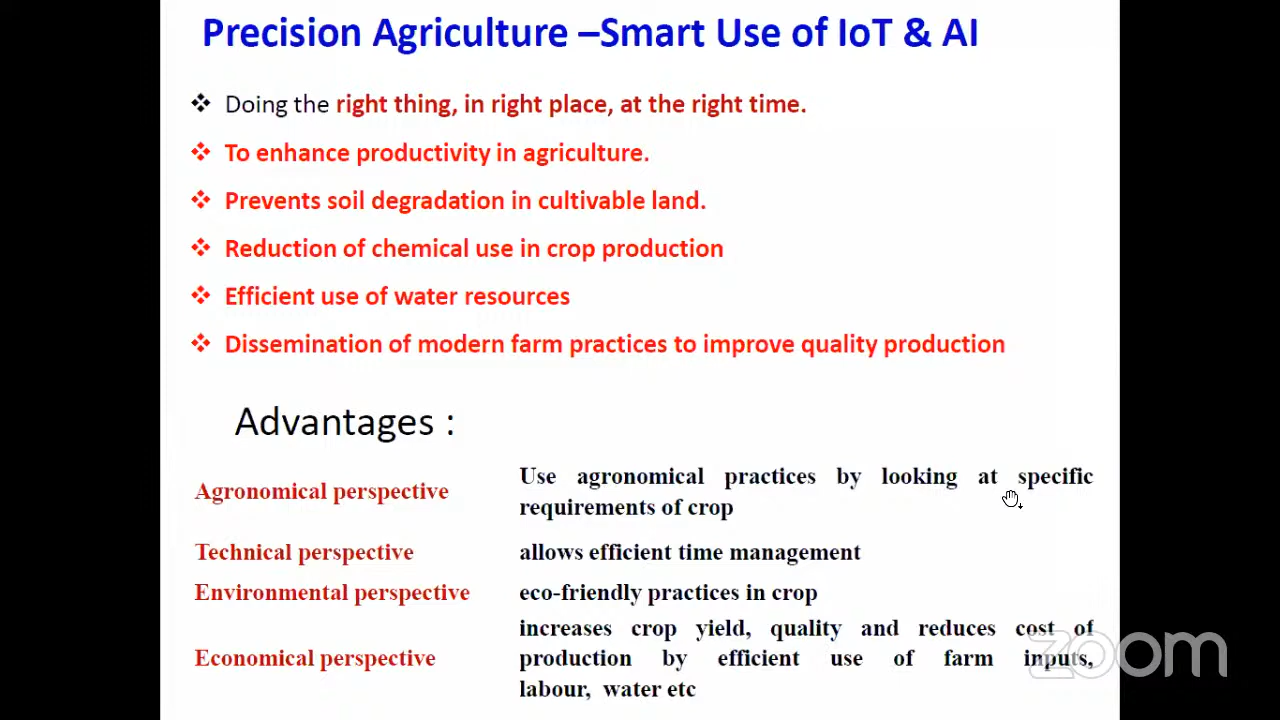 Precision Agriculture –Smart Use of IoT & AI
❖ Doing the right thing, in right place, at the right time.
❖ To enhance productivity in agriculture.
❖ Prevents soil degradation in cultivable land.
❖ Reduction of chemical use in crop production
❖ Efficient use of water resources
❖ Dissemination of modern farm practices to improve quality production
Advantages :
Agronomical perspective
Use agronomical practices by looking at specific
requirements of crop
Technical perspective
allows efficient time management
Environmental perspective
eco-friendly practices in crop
Economical perspective
increases crop yield, quality and reduces cost of
production by efficient use of farm inputs,
labour, water etc
zoom